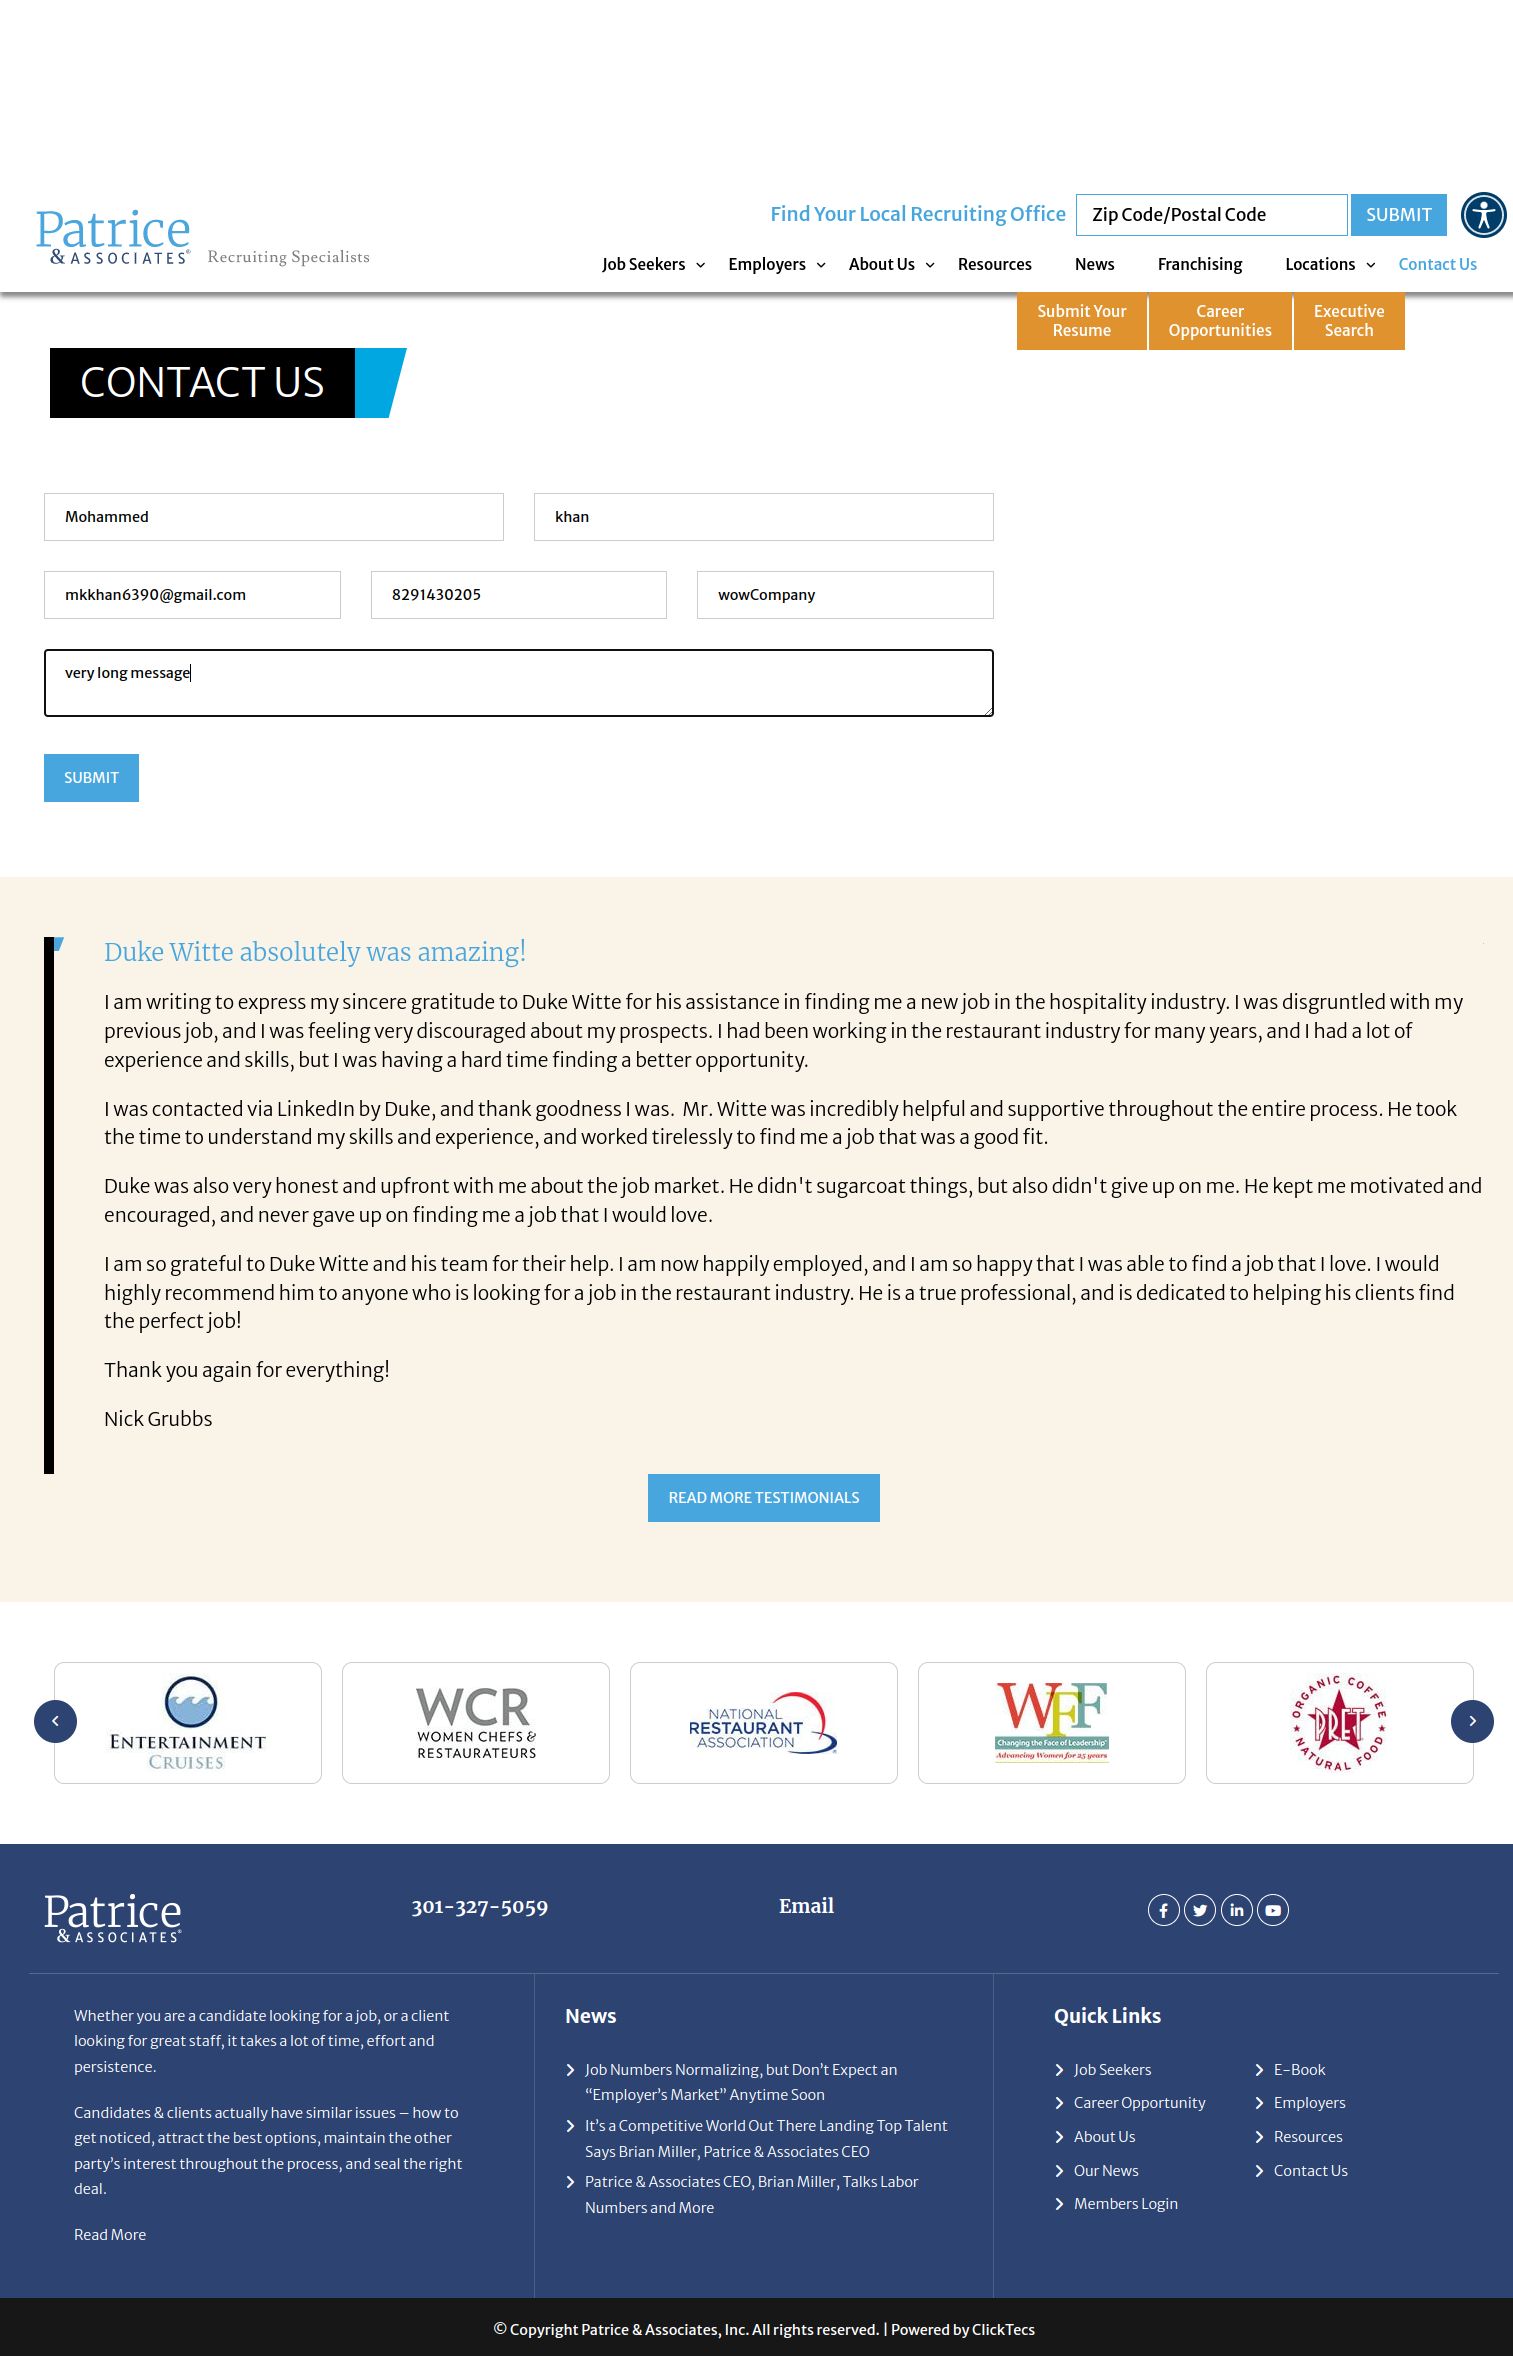 Patrice
& ASSOCIATES®
Recruiting Specialists
Find Your Local Recruiting Office
Zip Code/Postal Code
SUBMIT
Job Seekers
Employers
About Us
Resources
News
Franchising
Locations
Contact Us
Submit Your
Resume
Career
Opportunities
Executive
Search
CONTACT US
Mohammed
khan
mkkhan6390@gmail.com
8291430205
wowCompany
very long message
SUBMIT
Duke Witte absolutely was amazing!
I am writing to express my sincere gratitude to Duke Witte for his assistance in finding me a new job in the hospitality industry. I was disgruntled with my
previous job, and I was feeling very discouraged about my prospects. I had been working in the restaurant industry for many years, and I had a lot of
experience and skills, but I was having a hard time finding a better opportunity.
I was contacted via LinkedIn by Duke, and thank goodness I was.  Mr. Witte was incredibly helpful and supportive throughout the entire process. He took
the time to understand my skills and experience, and worked tirelessly to find me a job that was a good fit.
Duke was also very honest and upfront with me about the job market. He didn't sugarcoat things, but also didn't give up on me. He kept me motivated and
encouraged, and never gave up on finding me a job that I would love.
I am so grateful to Duke Witte and his team for their help. I am now happily employed, and I am so happy that I was able to find a job that I love. I would
highly recommend him to anyone who is looking for a job in the restaurant industry. He is a true professional, and is dedicated to helping his clients find
the perfect job!
Thank you again for everything!
Nick Grubbs
READ MORE TESTIMONIALS
ENTERTAINMENT
CRUISES
WCR
WOMEN CHEFS &
RESTAURATEURS
NATIONAL
RESTAURANT
ASSOCIATION®
WFF
Changing the Face of Leadership®
Advancing Women for 25 years
ORGANIC COFFEE
PRET
NATURAL FOOD
Patrice
& ASSOCIATES®
301-327-5059
Email
Whether you are a candidate looking for a job, or a client
looking for great staff, it takes a lot of time, effort and
persistence.
Candidates & clients actually have similar issues – how to
get noticed, attract the best options, maintain the other
party’s interest throughout the process, and seal the right
deal.
Read More
News
Job Numbers Normalizing, but Don’t Expect an
“Employer’s Market” Anytime Soon
It’s a Competitive World Out There Landing Top Talent
Says Brian Miller, Patrice & Associates CEO
Patrice & Associates CEO, Brian Miller, Talks Labor
Numbers and More
Quick Links
Job Seekers
Career Opportunity
About Us
Our News
Members Login
E-Book
Employers
Resources
Contact Us
© Copyright Patrice & Associates, Inc. All rights reserved. | Powered by ClickTecs